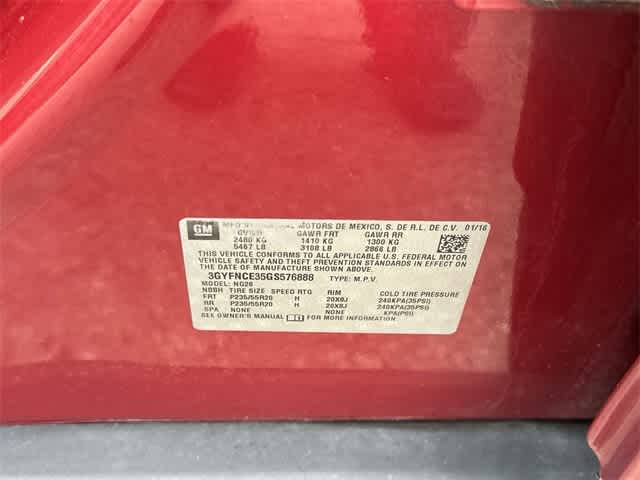 GM MOTORS DE MEXICO, S. DE R.L. DE C.V. 01/16
GVWR GAWR FRT GAWR RR
2480 KG 1410 KG 1300 KG
5467 LB 3108 LB 2866 LB
THIS VEHICLE CONFORMS TO ALL APPLICABLE U.S. FEDERAL MOTOR
VEHICLE SAFETY AND THEFT PREVENTION STANDARDS IN EFFECT ON
THE DATE OF MANUFACTURE SHOWN ABOVE.
3GYFNCE35GS576888 TYPE: M.P.V.
MODEL: NG26
TIRE SIZE SPEED RTG RIM COLD TIRE PRESSURE
FRT P235/55R20 H 20X8J 240KPA(35PSI)
RR P235/55R20 H 20X8J 240KPA(35PSI)
SPA NONE NONE KPA(PSI)
SEE OWNER'S MANUAL FOR MORE INFORMATION